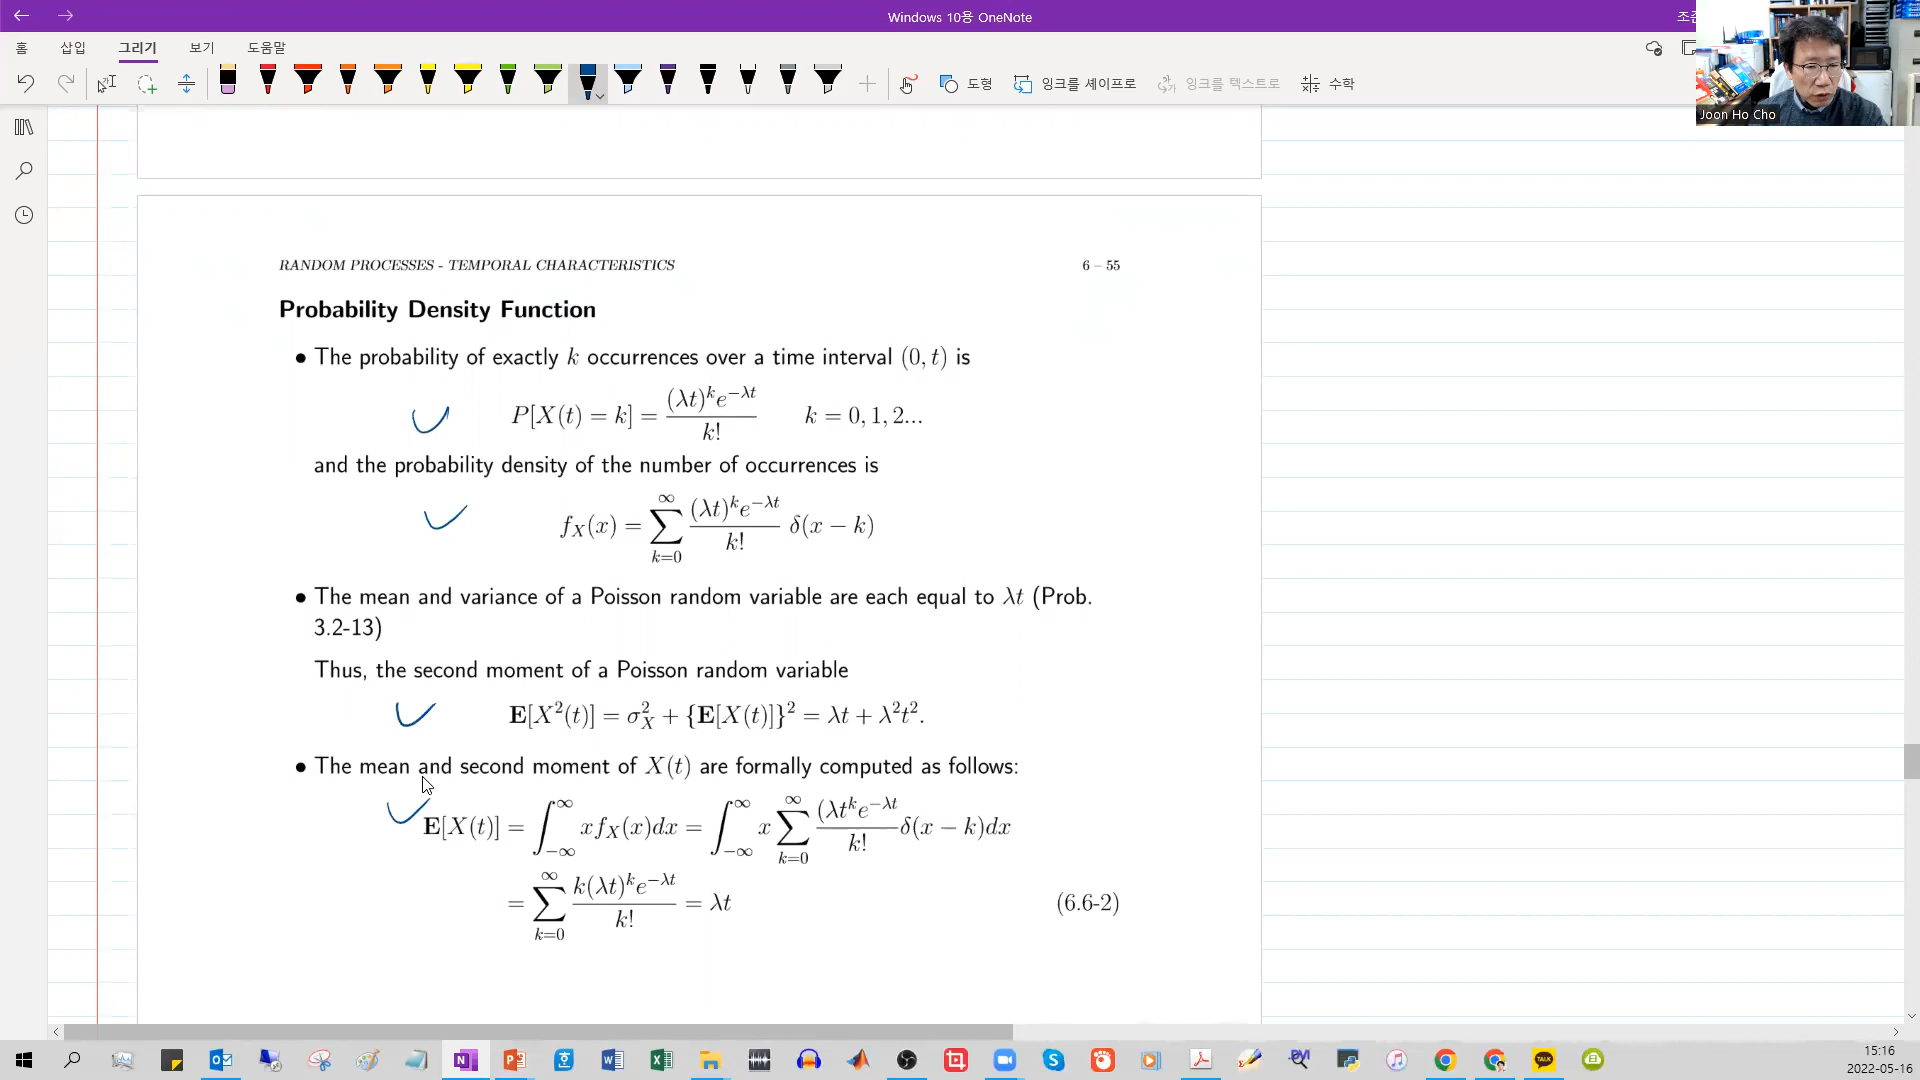 Windows 10용 OneNote
홈 삽입 그리기 보기 도움말
도형 잉크를 셰이프로 잉크를 텍스트로 수학
Joon Ho Cho
RANDOM PROCESSES - TEMPORAL CHARACTERISTICS 6 – 55
Probability Density Function
• The probability of exactly k occurrences over a time interval (0, t) is
P[X(t) = k] = (λt)^k e^{−λt} / k! k = 0, 1, 2...
and the probability density of the number of occurrences is
f_X(x) = ∑_{k=0}^{∞} (λt)^k e^{−λt} / k! δ(x − k)
• The mean and variance of a Poisson random variable are each equal to λt (Prob.
3.2-13)
Thus, the second moment of a Poisson random variable
E[X²(t)] = σ_X² + {E[X(t)]}² = λt + λ²t².
• The mean and second moment of X(t) are formally computed as follows:
E[X(t)] = ∫_{−∞}^{∞} x f_X(x)dx = ∫_{−∞}^{∞} x ∑_{k=0}^{∞} (λt^k e^{−λt} / k! δ(x − k)dx
= ∑_{k=0}^{∞} k(λt)^k e^{−λt} / k! = λt (6.6-2)
15:16
2022-05-16